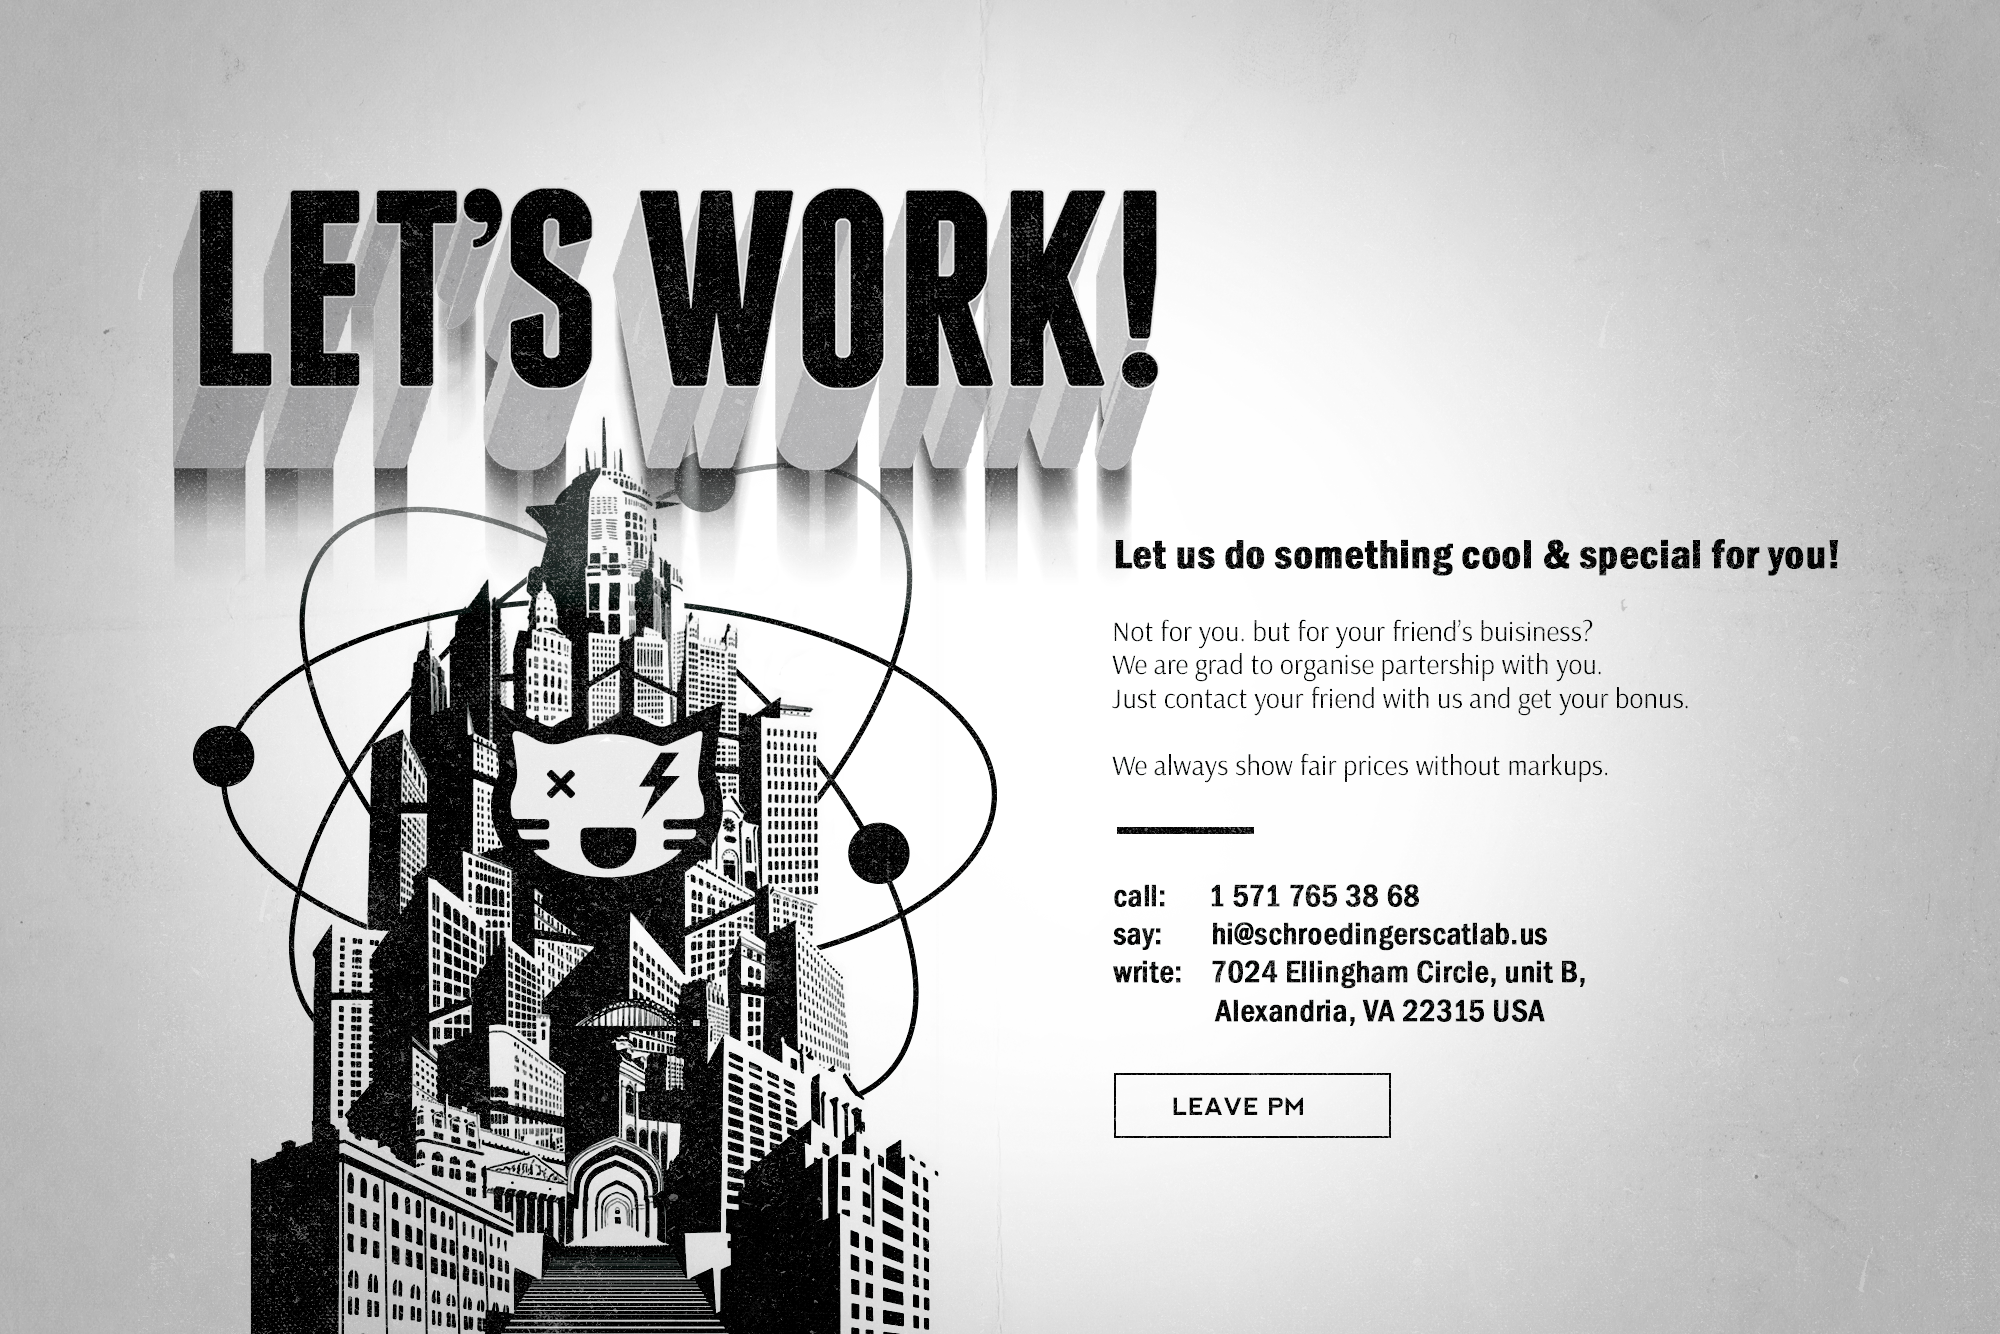 LET'S WORK!
Let us do something cool & special for you!
Not for you. but for your friend's buisiness?
We are grad to organise partership with you.
Just contact your friend with us and get your bonus.
We always show fair prices without markups.
call: 1 571 765 38 68
say: hi@schroedingerscatlab.us
write: 7024 Ellingham Circle, unit B,
Alexandria, VA 22315 USA
LEAVE PM